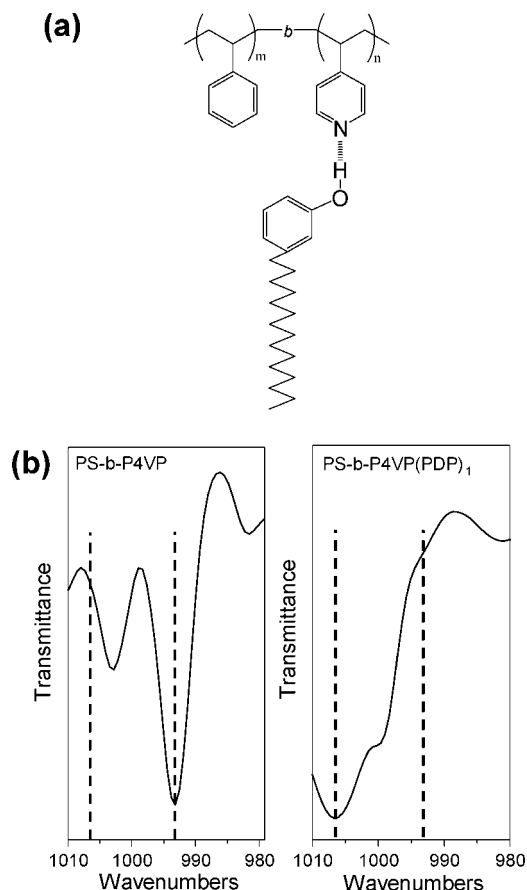 (a)
b
m
n
N
H
O
(b)
PS-b-P4VP
PS-b-P4VP(PDP)1
Transmittance
Transmittance
1010 1000 990 980
1010 1000 990 980
Wavenumbers
Wavenumbers